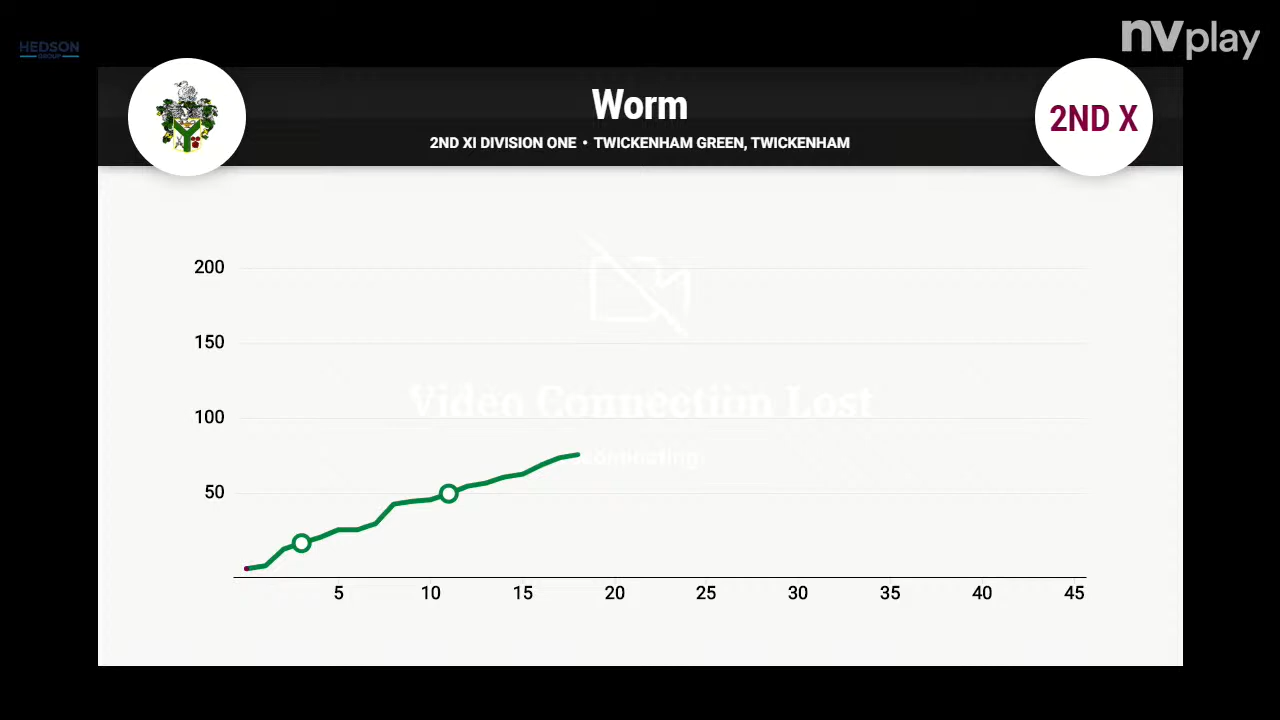 nvplay
HEDSON
GROUP
Worm
2ND X
2ND XI DIVISION ONE • TWICKENHAM GREEN, TWICKENHAM
200
150
Video Connection Lost
100
50
5 10 15 20 25 30 35 40 45